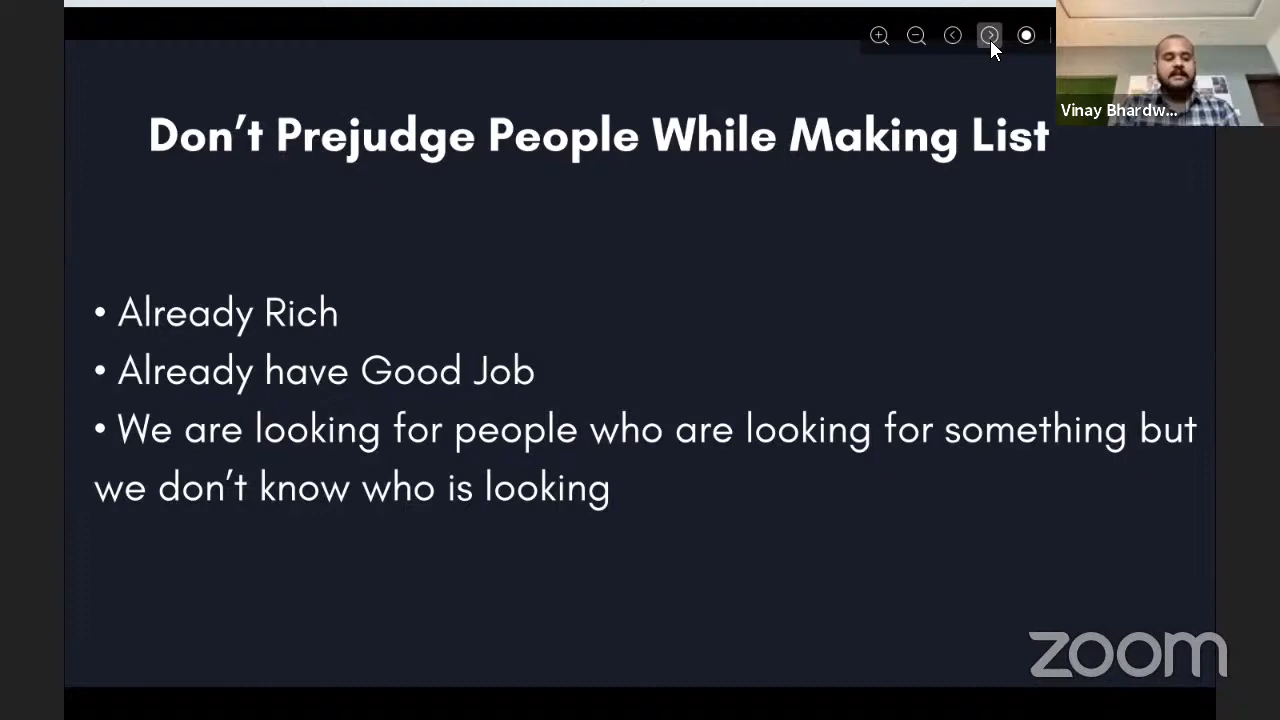 Vinay Bhardw...
Don't Prejudge People While Making List
• Already Rich
• Already have Good Job
• We are looking for people who are looking for something but
we don't know who is looking
zoom